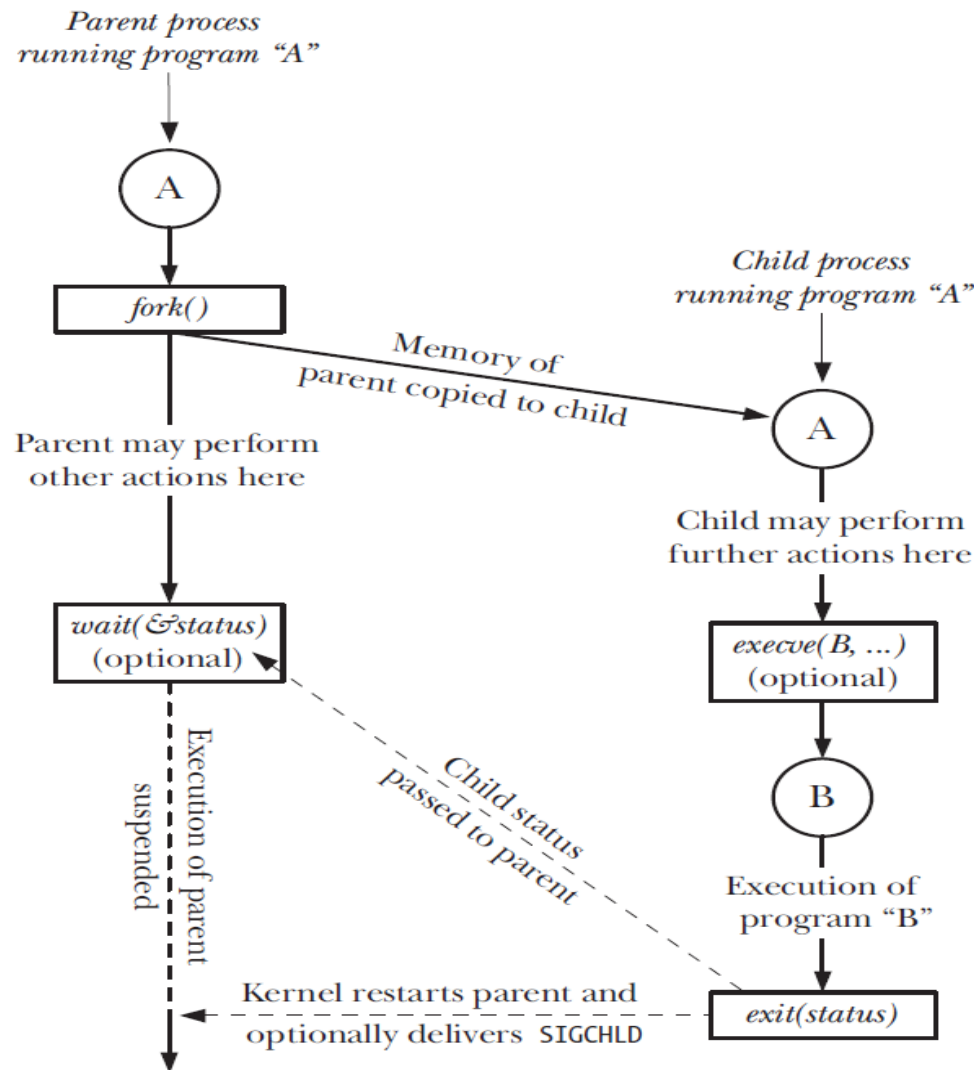 Parent process
running program “A”
A
fork()
Memory of
parent copied to child
Parent may perform
other actions here
wait(&status)
(optional)
Execution of parent
suspended
Child process
running program “A”
A
Child may perform
further actions here
execve(B, ...)
(optional)
B
Execution of
program “B”
exit(status)
Child status
passed to parent
Kernel restarts parent and
optionally delivers SIGCHLD